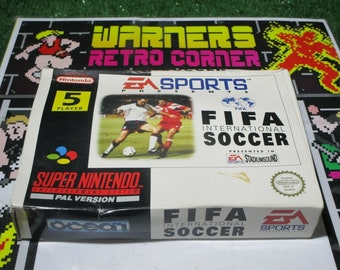 WARNERS
RETRO CORNER
Nintendo
5
PLAYER
EA SPORTS
FIFA
INTERNATIONAL
SOCCER
PRESENTED IN
EA STADIUMSOUND
SUPER NINTENDO
ENTERTAINMENT SYSTEM
PAL VERSION
ocean
FIFA
INTERNATIONAL
SOCCER
EA SPORTS